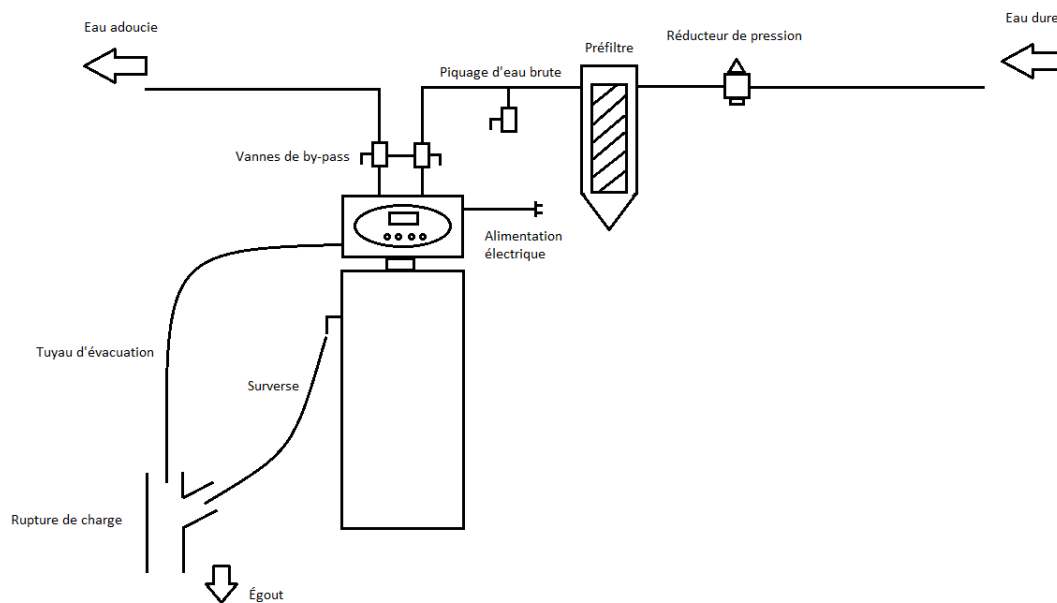 Eau adoucie
Eau dure
Réducteur de pression
Préfiltre
Piquage d'eau brute
Vannes de by-pass
Alimentation
électrique
Tuyau d'évacuation
Surverse
Rupture de charge
Égout